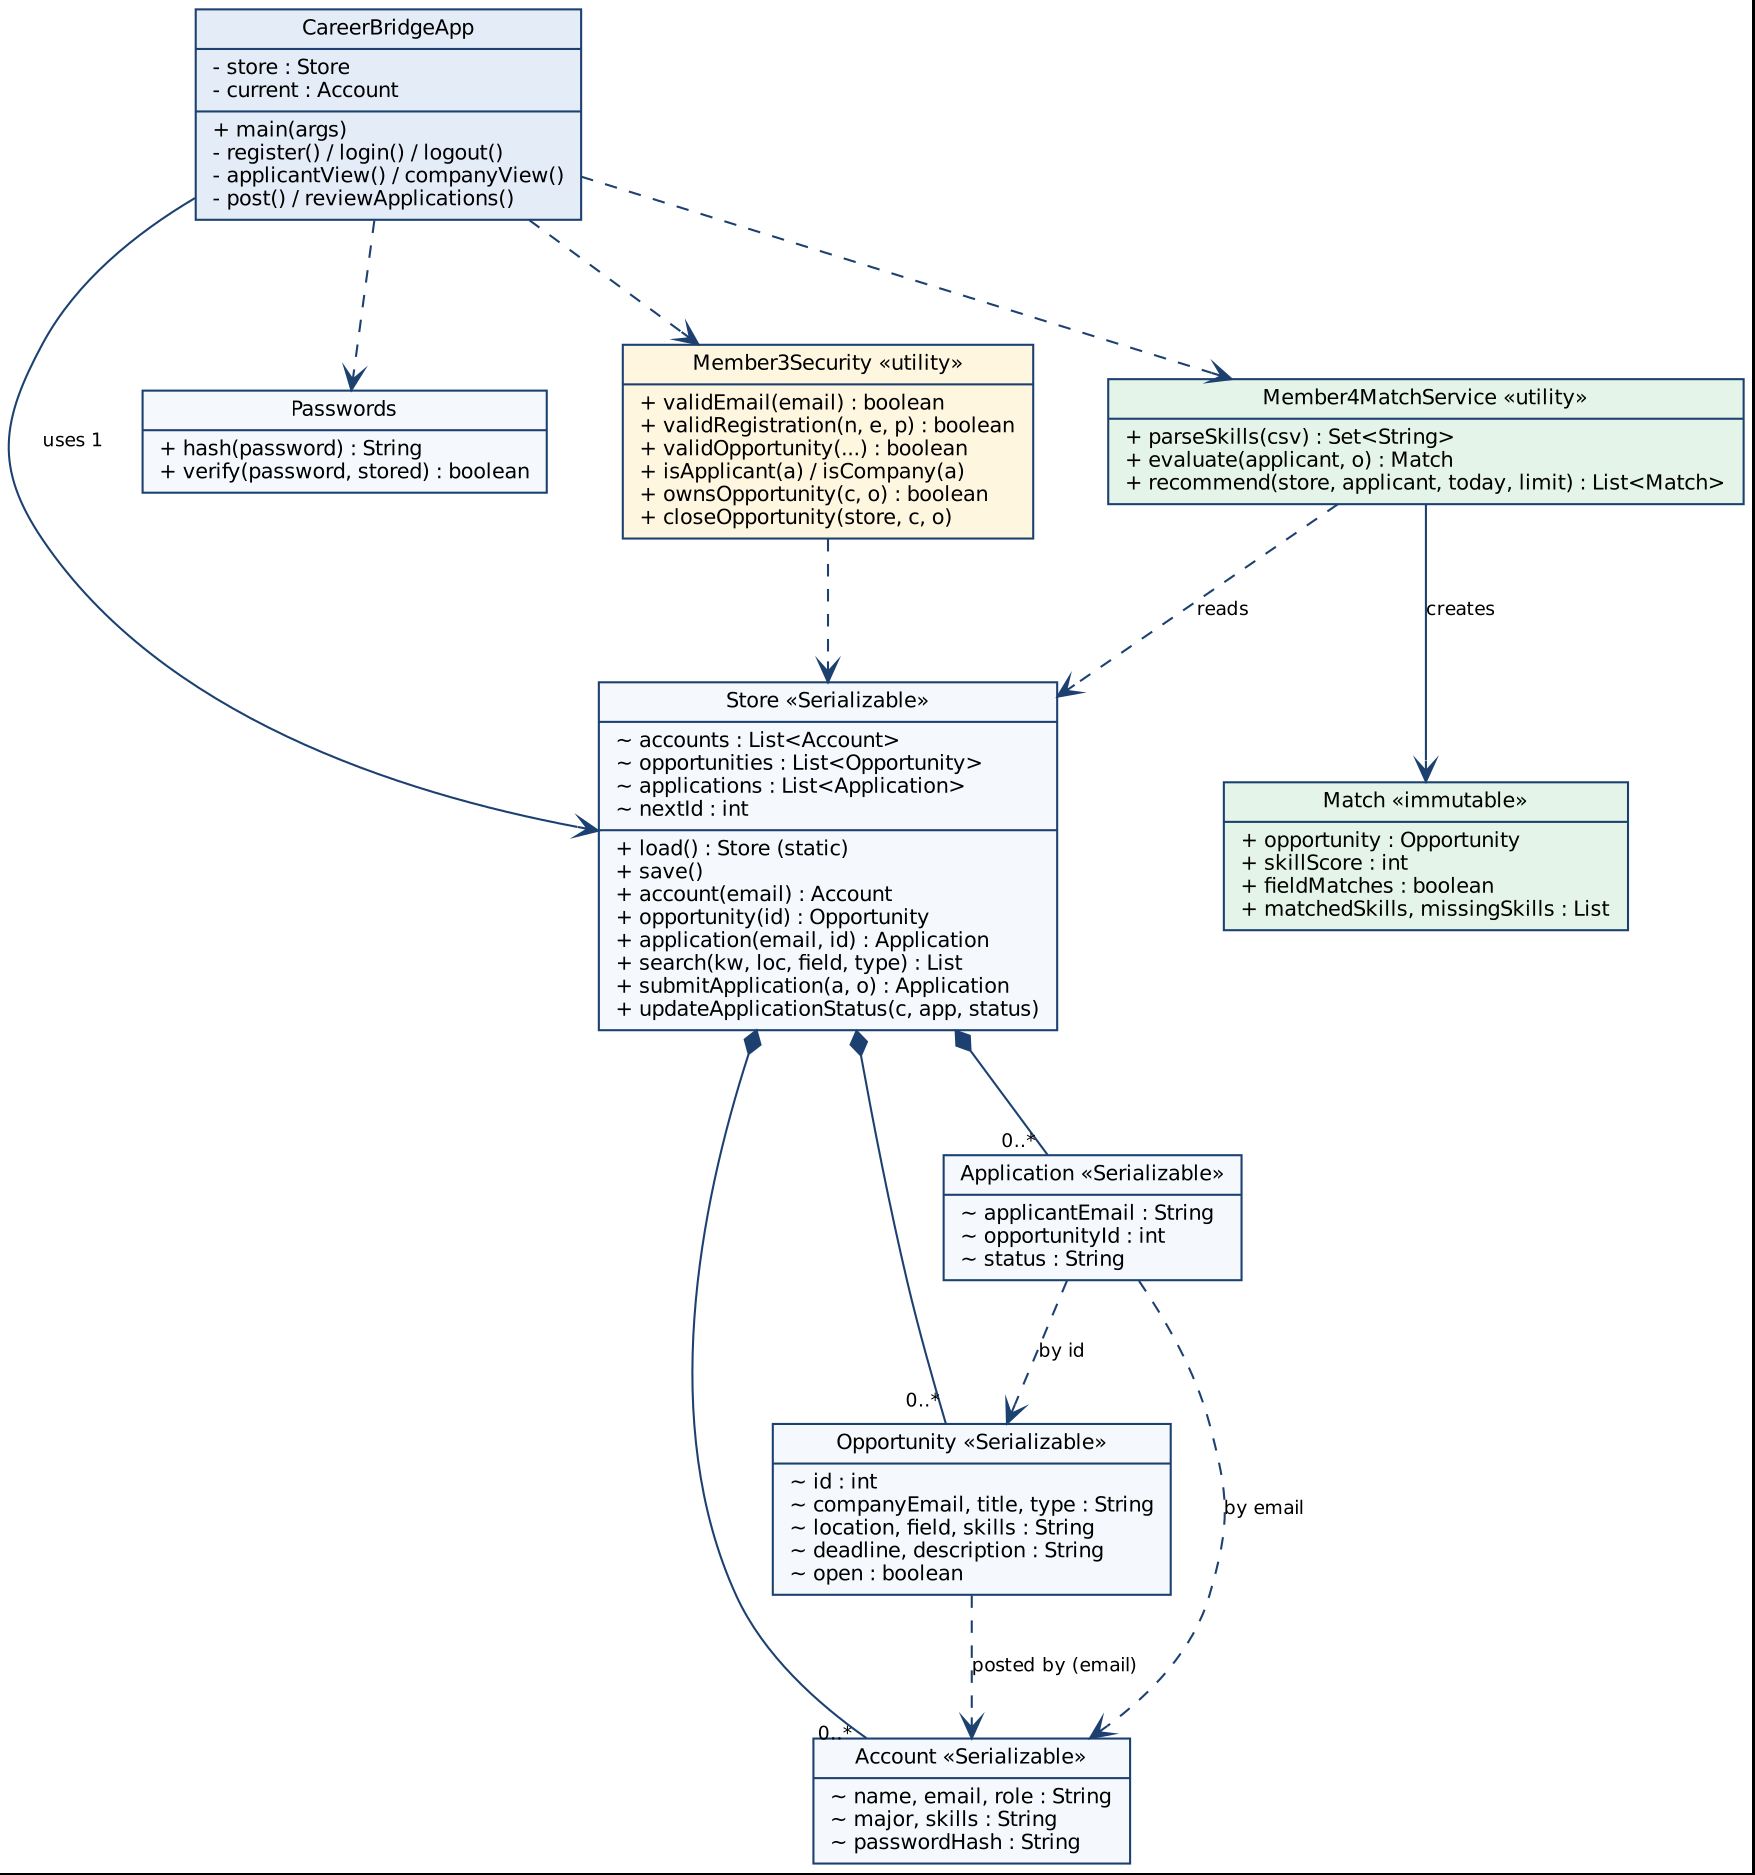 CareerBridgeApp
- store : Store
- current : Account
+ main(args)
- register() / login() / logout()
- applicantView() / companyView()
- post() / reviewApplications()
uses 1
Passwords
+ hash(password) : String
+ verify(password, stored) : boolean
Member3Security «utility»
+ validEmail(email) : boolean
+ validRegistration(n, e, p) : boolean
+ validOpportunity(...) : boolean
+ isApplicant(a) / isCompany(a)
+ ownsOpportunity(c, o) : boolean
+ closeOpportunity(store, c, o)
Member4MatchService «utility»
+ parseSkills(csv) : Set<String>
+ evaluate(applicant, o) : Match
+ recommend(store, applicant, today, limit) : List<Match>
reads
creates
Store «Serializable»
~ accounts : List<Account>
~ opportunities : List<Opportunity>
~ applications : List<Application>
~ nextId : int
+ load() : Store (static)
+ save()
+ account(email) : Account
+ opportunity(id) : Opportunity
+ application(email, id) : Application
+ search(kw, loc, field, type) : List
+ submitApplication(a, o) : Application
+ updateApplicationStatus(c, app, status)
Match «immutable»
+ opportunity : Opportunity
+ skillScore : int
+ fieldMatches : boolean
+ matchedSkills, missingSkills : List
0..*
Application «Serializable»
~ applicantEmail : String
~ opportunityId : int
~ status : String
by id
0..*
Opportunity «Serializable»
~ id : int
~ companyEmail, title, type : String
~ location, field, skills : String
~ deadline, description : String
~ open : boolean
by email
posted by (email)
0..*
Account «Serializable»
~ name, email, role : String
~ major, skills : String
~ passwordHash : String